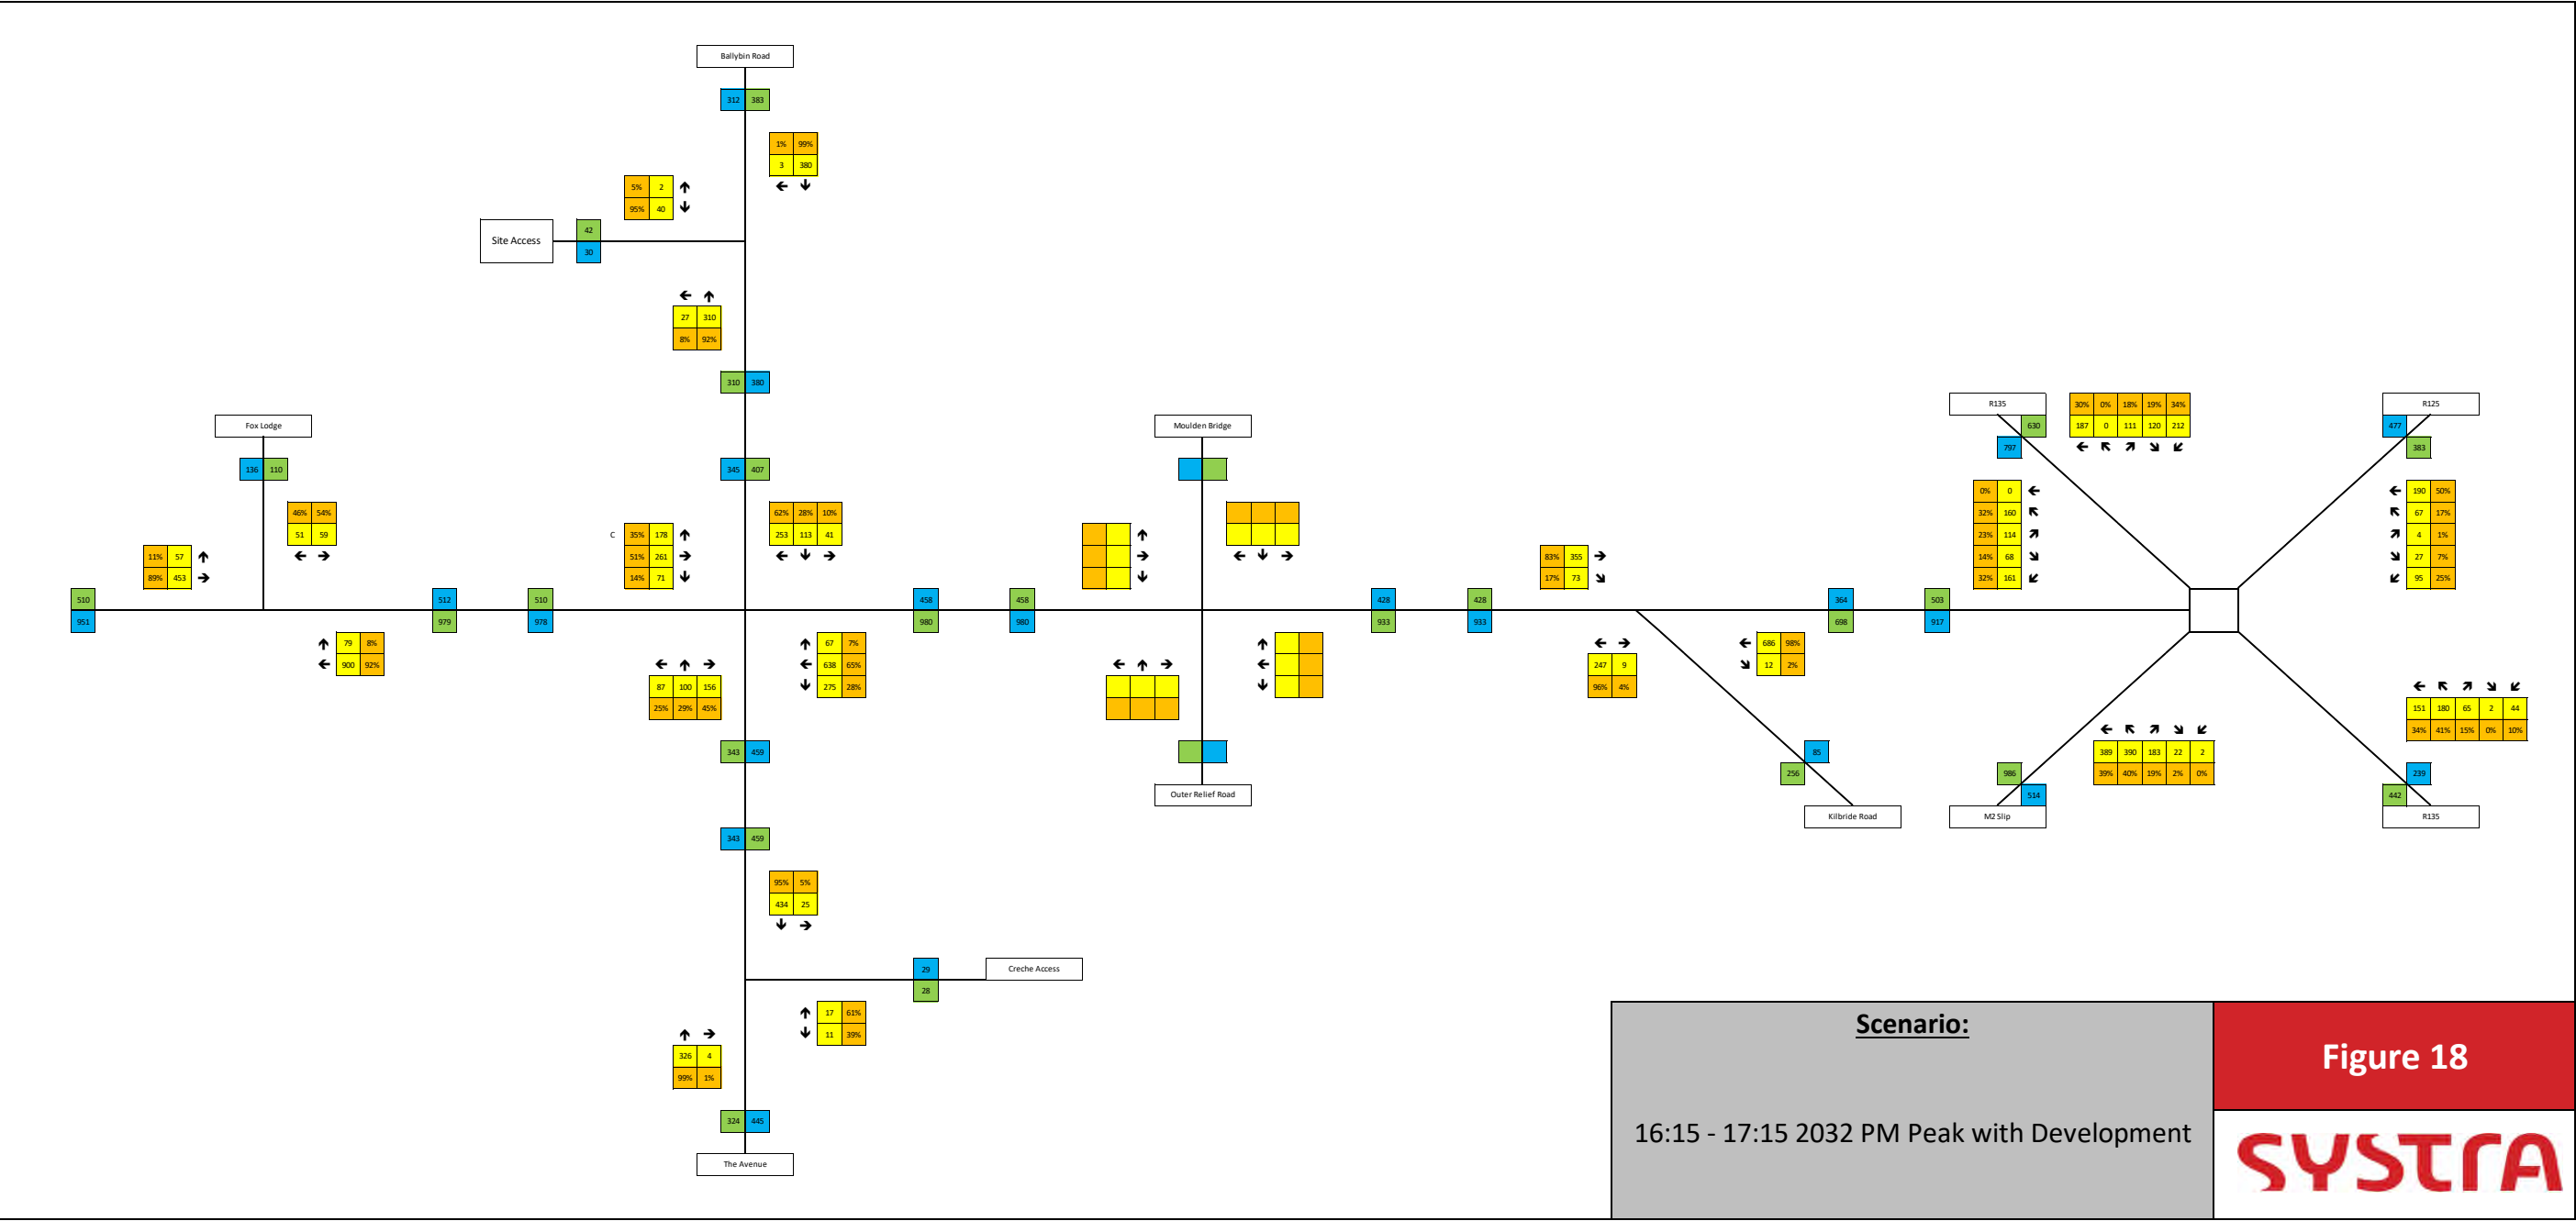 Ballybin Road
312 383
1% 99%
3 380
← ↓
5% 2 ↑
95% 40 ↓
Site Access
42
30
← ↑
27 310
8% 92%
310 380
Fox Lodge
136 110
46% 54%
51 59
← →
11% 57 ↑
89% 453 →
510
951
↑ 79 8%
← 900 92%
512
979
510
978
345 407
C 35% 178 ↑
51% 261 →
14% 71 ↓
62% 28% 10%
253 113 41
← ↓ →
← ↑ →
87 100 156
25% 29% 45%
↑ 67 7%
← 638 65%
↓ 275 28%
458
980
458
980
Moulden Bridge
↑
→
↓
← ↓ →
← ↑ →
↑
←
↓
Outer Relief Road
428
933
428
933
83% 355 →
17% 73 ↘
← →
247 9
96% 4%
← 686 98%
↘ 12 2%
364
698
503
917
85
256
Kilbride Road
R135
630
797
30% 0% 18% 19% 34%
187 0 111 120 212
← ↖ ↗ ↘ ↙
0% 0 ←
32% 160 ↖
23% 114 ↗
14% 68 ↘
32% 161 ↙
R125
477
383
← 190 50%
↖ 67 17%
↗ 4 1%
↘ 27 7%
↙ 95 25%
← ↖ ↗ ↘ ↙
389 390 183 22 2
39% 40% 19% 2% 0%
986
514
M2 Slip
← ↖ ↗ ↘ ↙
151 180 65 2 44
34% 41% 15% 0% 10%
239
442
R135
343 459
343 459
95% 5%
434 25
↓ →
29
28
Creche Access
↑ 17 61%
↓ 11 39%
↑ →
326 4
99% 1%
324 445
The Avenue
Scenario:
16:15 - 17:15 2032 PM Peak with Development
Figure 18
SYSTRA